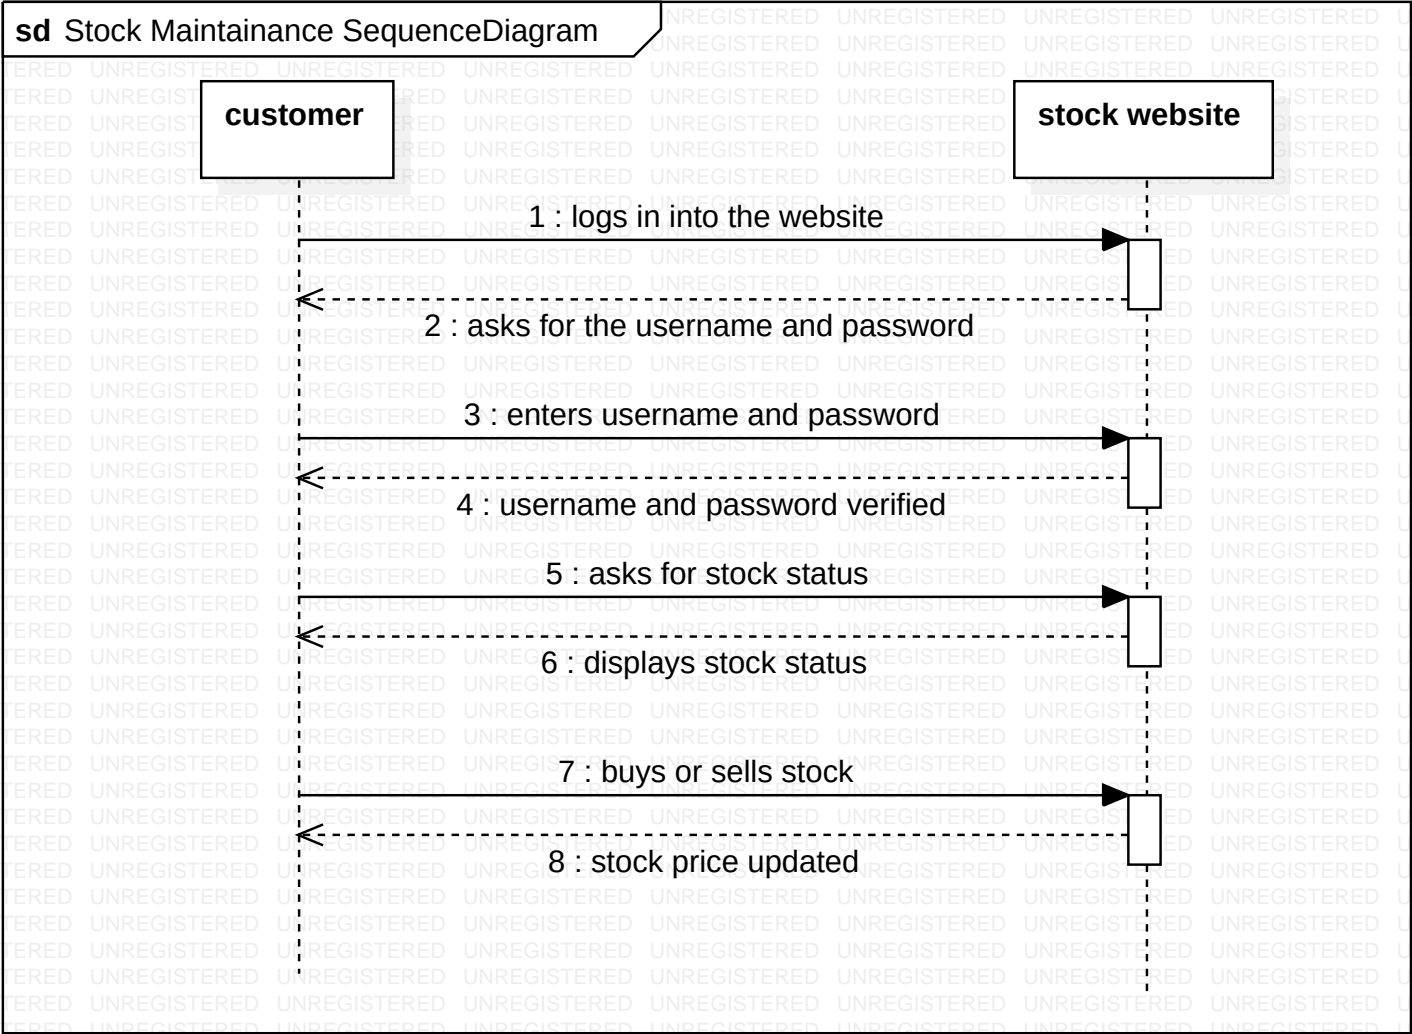 sd Stock Maintainance SequenceDiagram
customer
stock website
1 : logs in into the website
2 : asks for the username and password
3 : enters username and password
4 : username and password verified
5 : asks for stock status
6 : displays stock status
7 : buys or sells stock
8 : stock price updated
UNREGISTERED